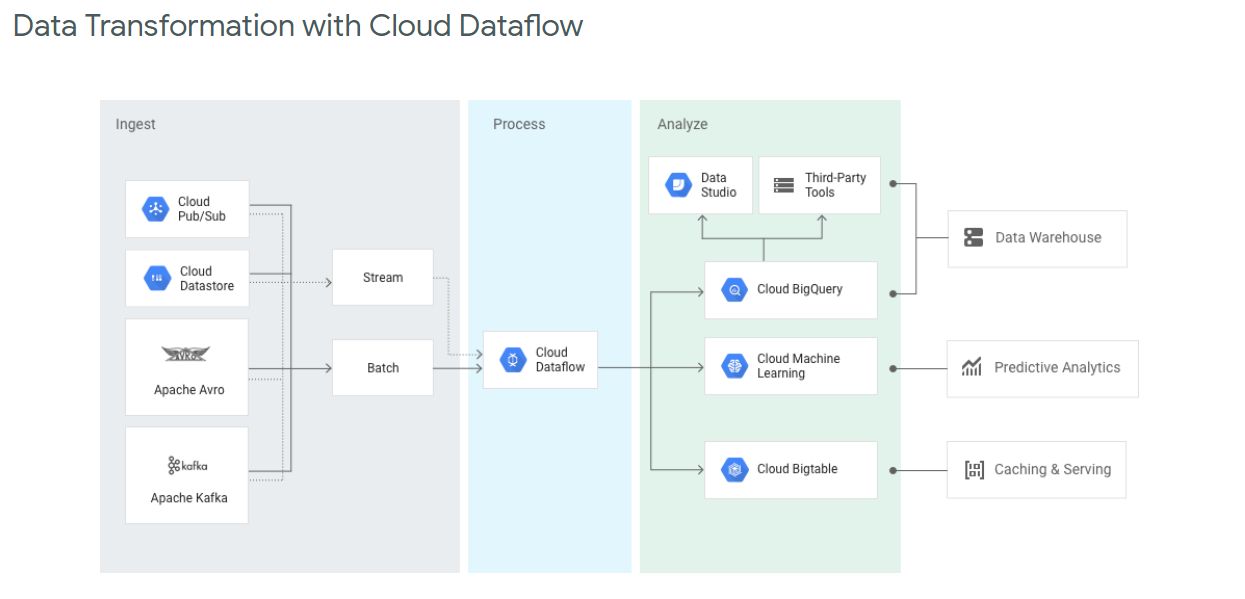 Data Transformation with Cloud Dataflow
Ingest
Process
Analyze
Cloud
Pub/Sub
Cloud
Datastore
AVRO
Apache Avro
kafka
Apache Kafka
Stream
Batch
Cloud
Dataflow
Data
Studio
Third-Party
Tools
Cloud BigQuery
Cloud Machine
Learning
Cloud Bigtable
Data Warehouse
Predictive Analytics
Caching & Serving